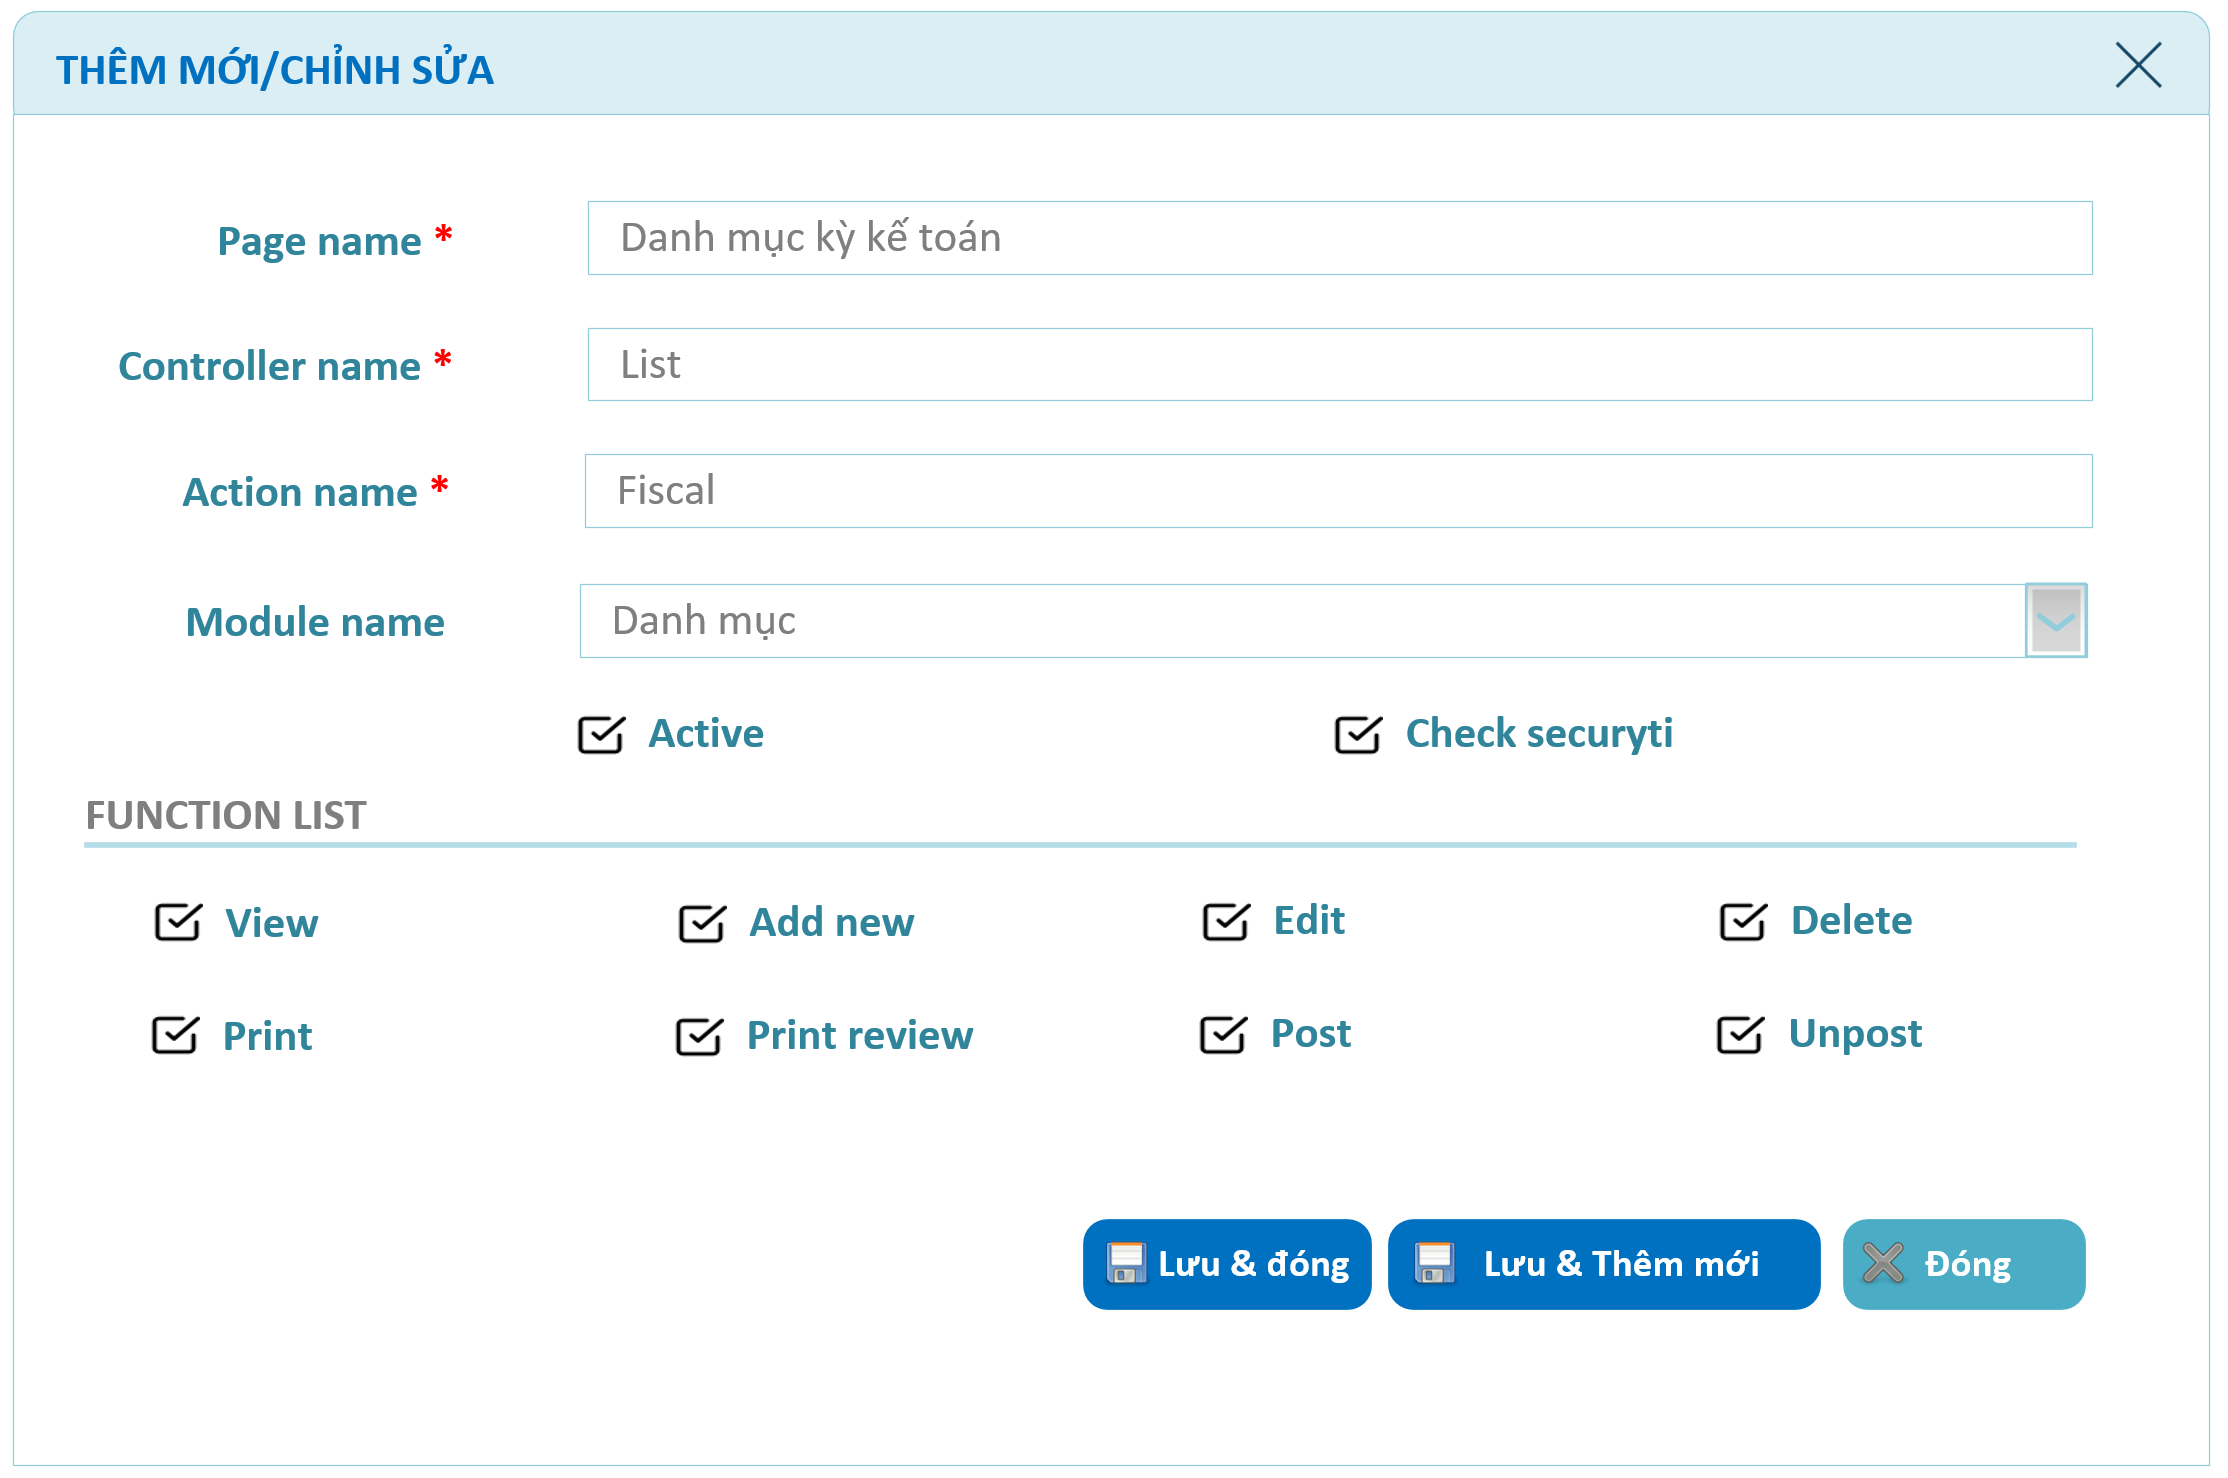 THÊM MỚI/CHỈNH SỬA
Page name *
Danh mục kỳ kế toán
Controller name *
List
Action name *
Fiscal
Module name
Danh mục
Active
Check securyti
FUNCTION LIST
View
Add new
Edit
Delete
Print
Print review
Post
Unpost
Lưu & đóng
Lưu & Thêm mới
Đóng